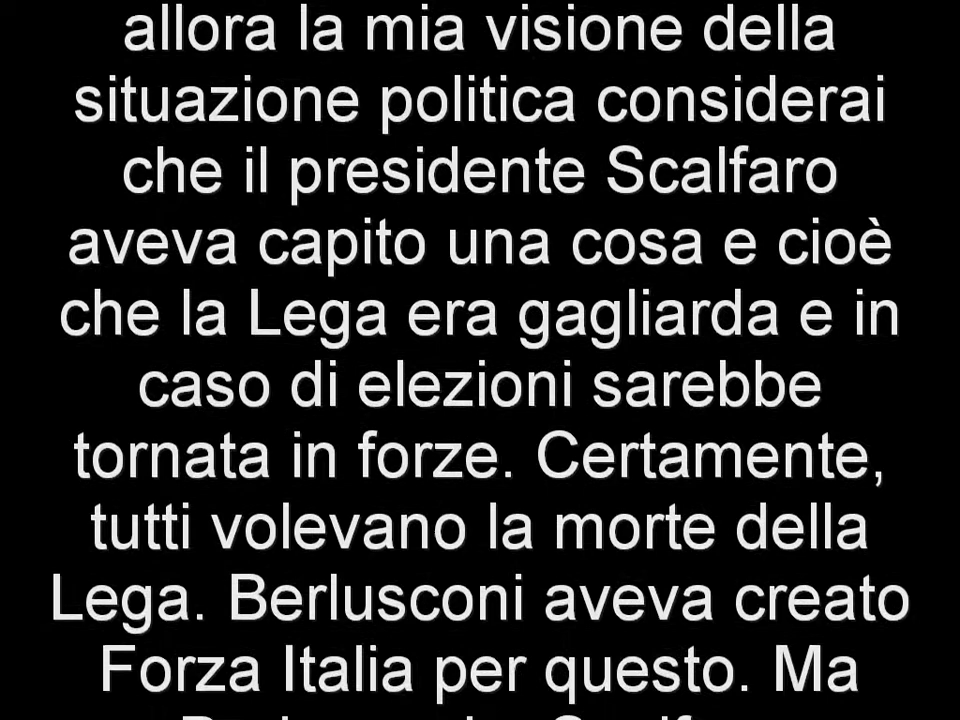 allora la mia visione della
situazione politica considerai
che il presidente Scalfaro
aveva capito una cosa e cioè
che la Lega era gagliarda e in
caso di elezioni sarebbe
tornata in forze. Certamente,
tutti volevano la morte della
Lega. Berlusconi aveva creato
Forza Italia per questo. Ma